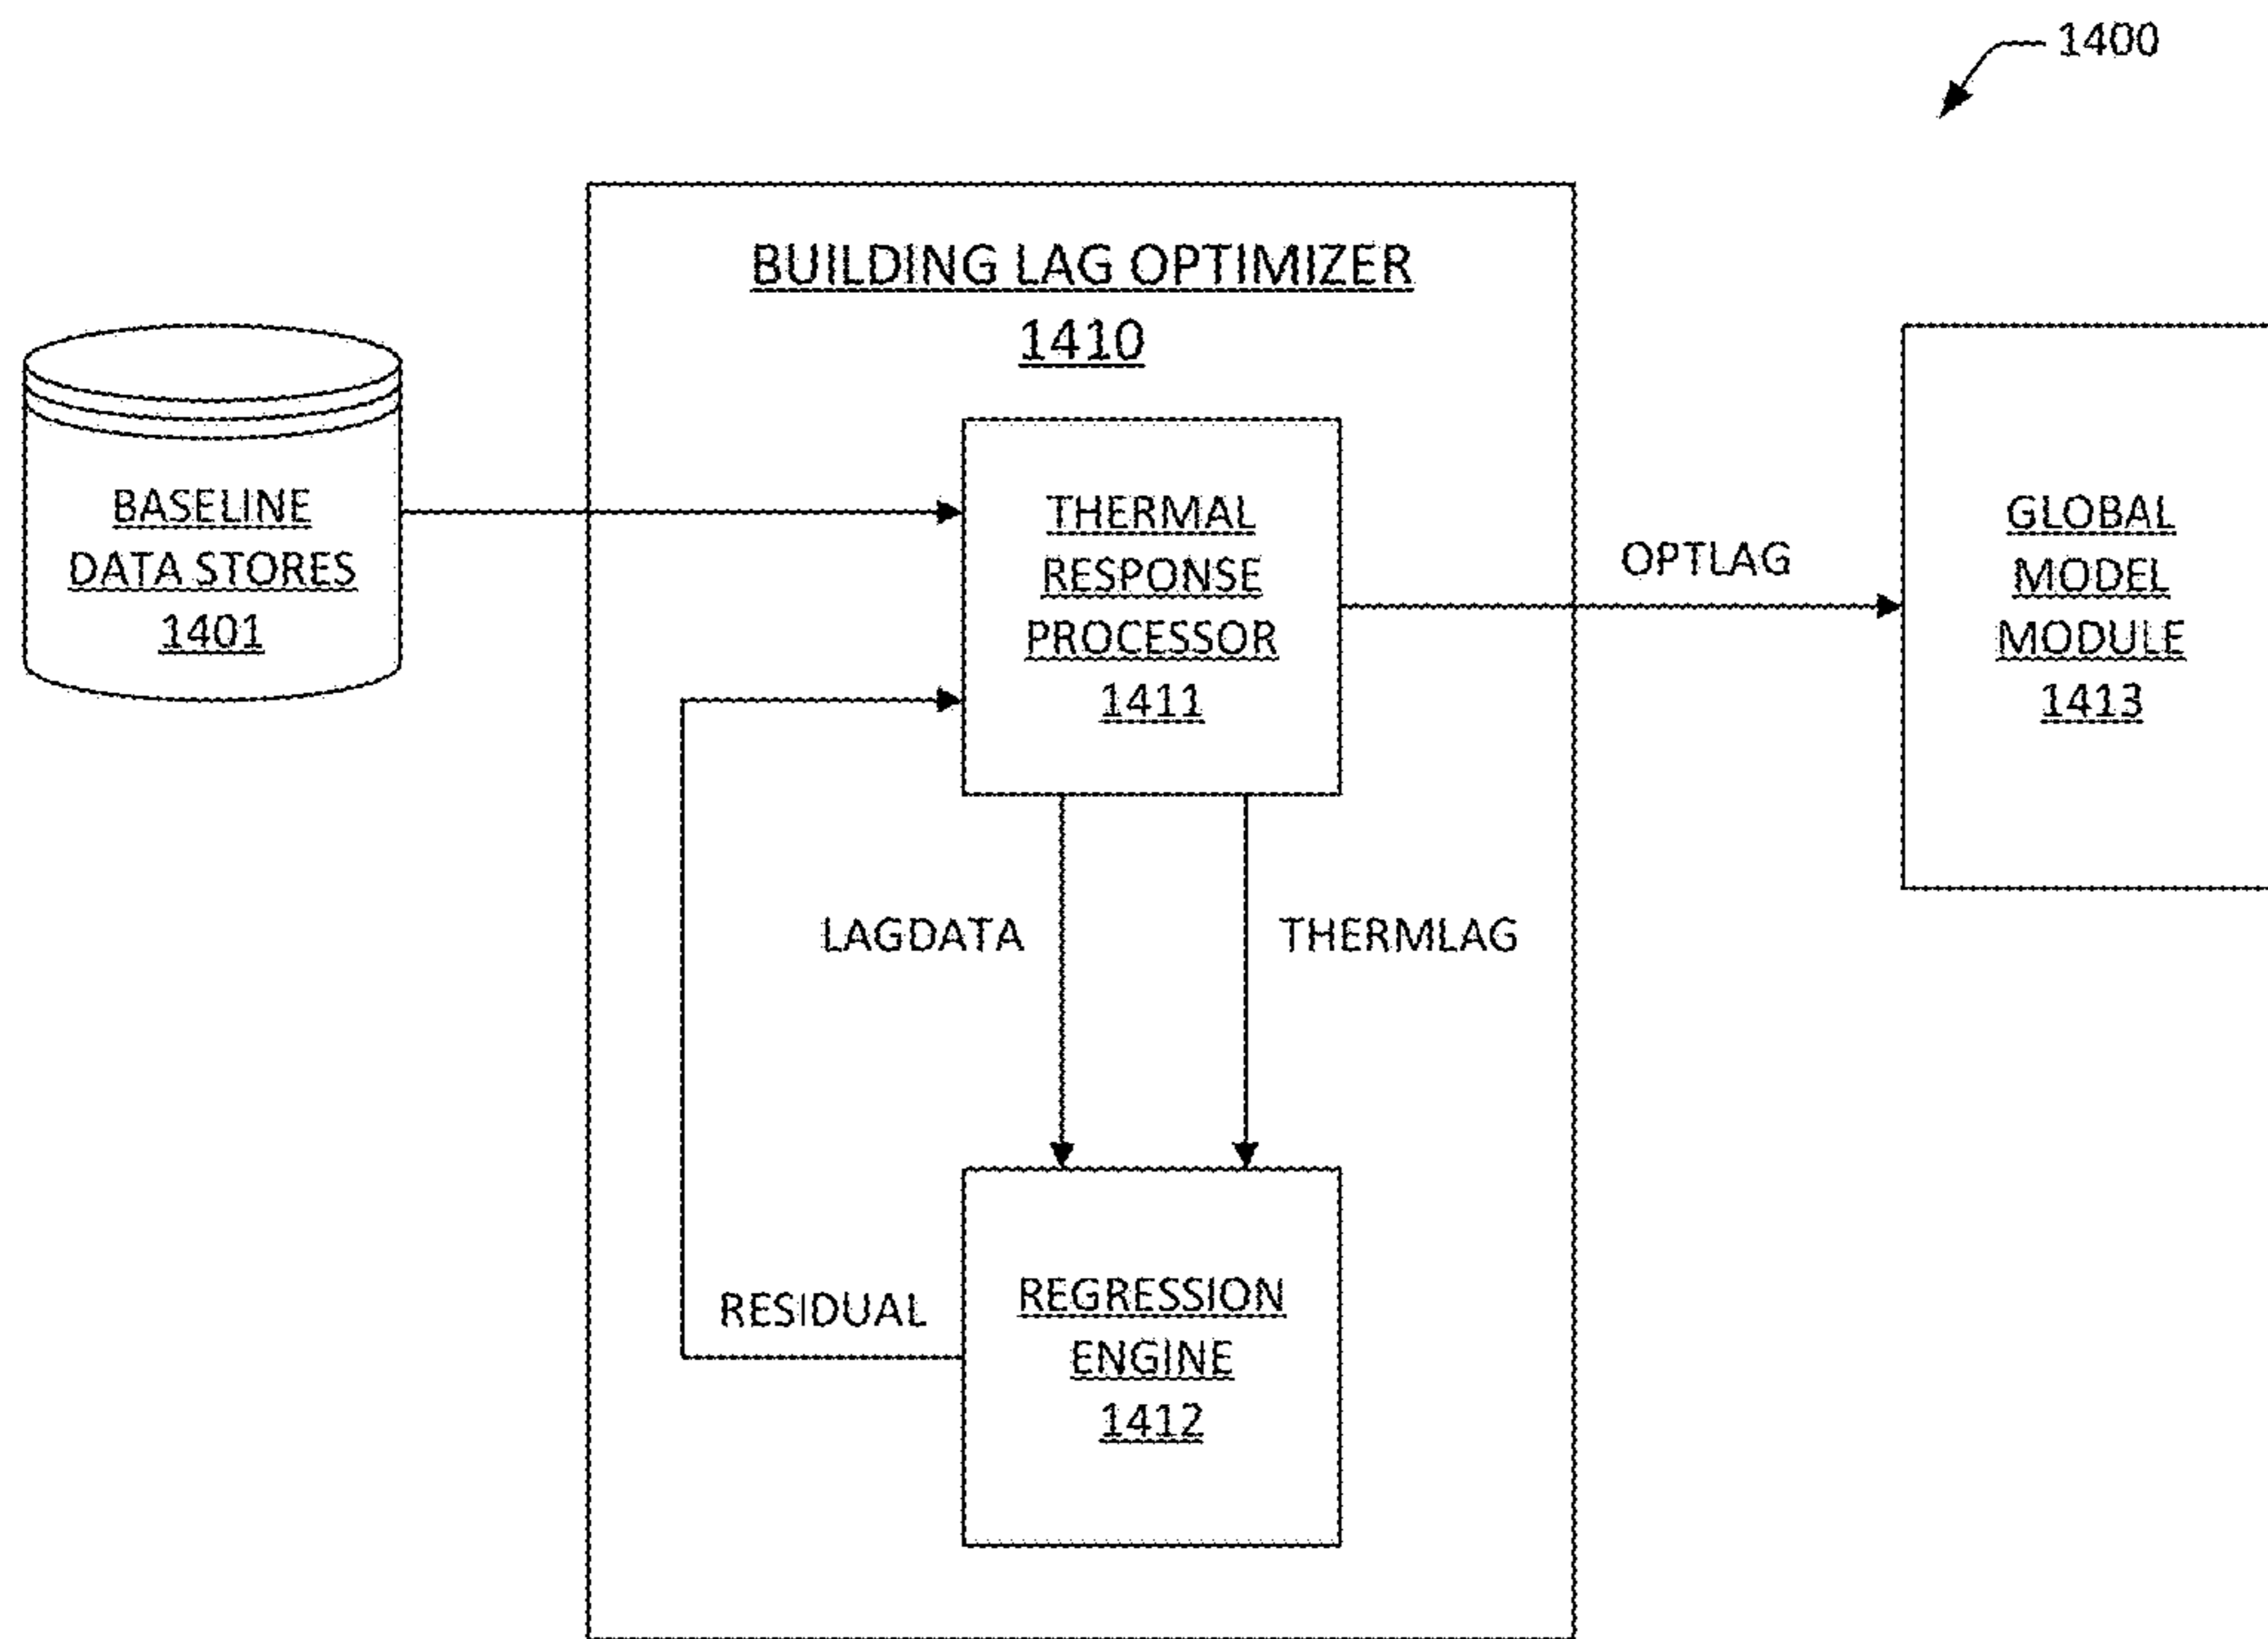 1400
BUILDING LAG OPTIMIZER
1410
BASELINE
DATA STORES
1401
THERMAL
RESPONSE
PROCESSOR
1411
OPTLAG
GLOBAL
MODEL
MODULE
1413
LAGDATA
THERMLAG
RESIDUAL
REGRESSION
ENGINE
1412